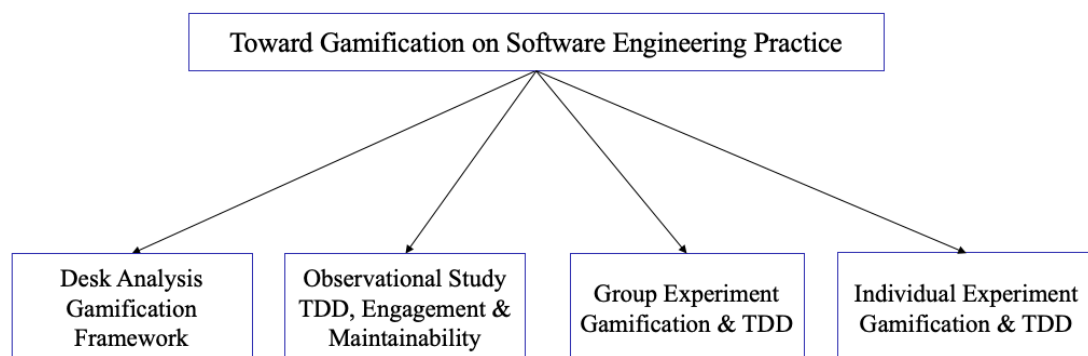 Toward Gamification on Software Engineering Practice
Desk Analysis
Gamification
Framework
Observational Study
TDD, Engagement &
Maintainability
Group Experiment
Gamification & TDD
Individual Experiment
Gamification & TDD